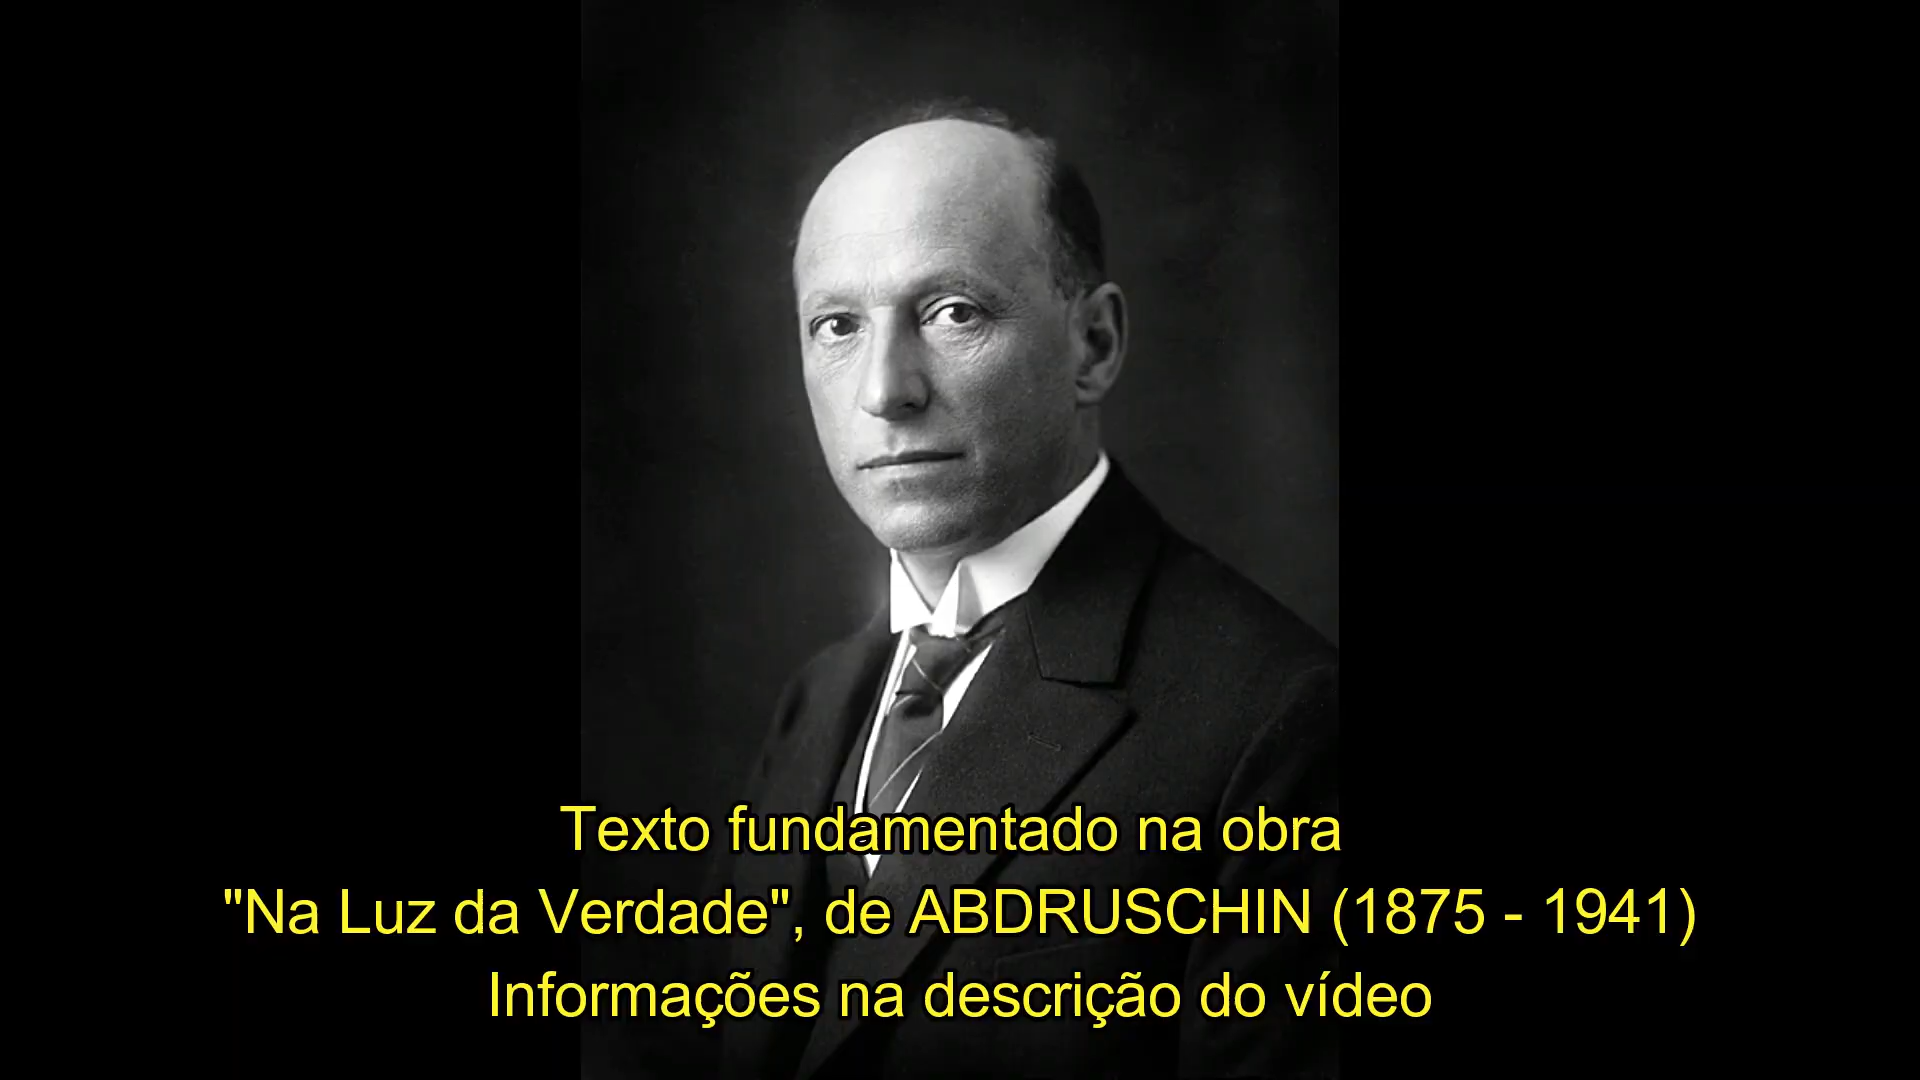 Texto fundamentado na obra
"Na Luz da Verdade", de ABDRUSCHIN (1875 - 1941)
Informações na descrição do vídeo